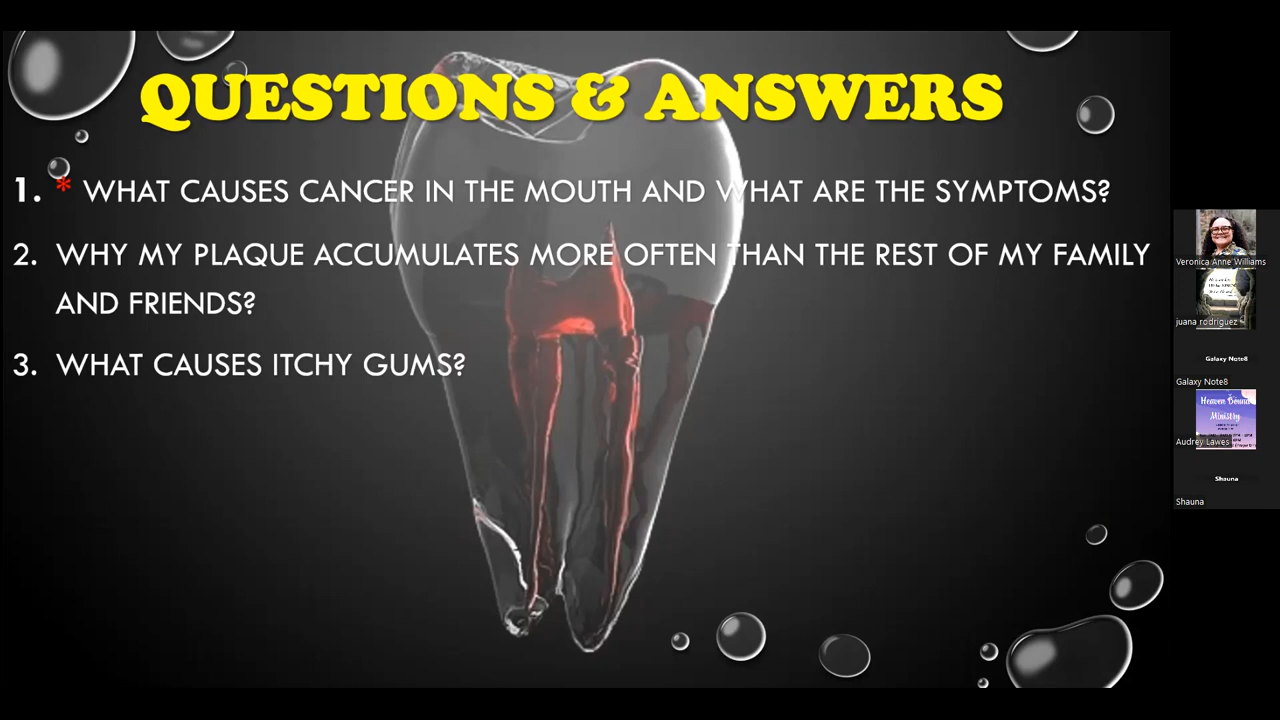 QUESTIONS & ANSWERS
1. * WHAT CAUSES CANCER IN THE MOUTH AND WHAT ARE THE SYMPTOMS?
2. WHY MY PLAQUE ACCUMULATES MORE OFTEN THAN THE REST OF MY FAMILY
AND FRIENDS?
3. WHAT CAUSES ITCHY GUMS?
Veronica Anne Williams
juana rodriguez
Galaxy Note8
Galaxy Note8
Heaven Bound
Ministry
Audrey Lawes
Shauna
Shauna